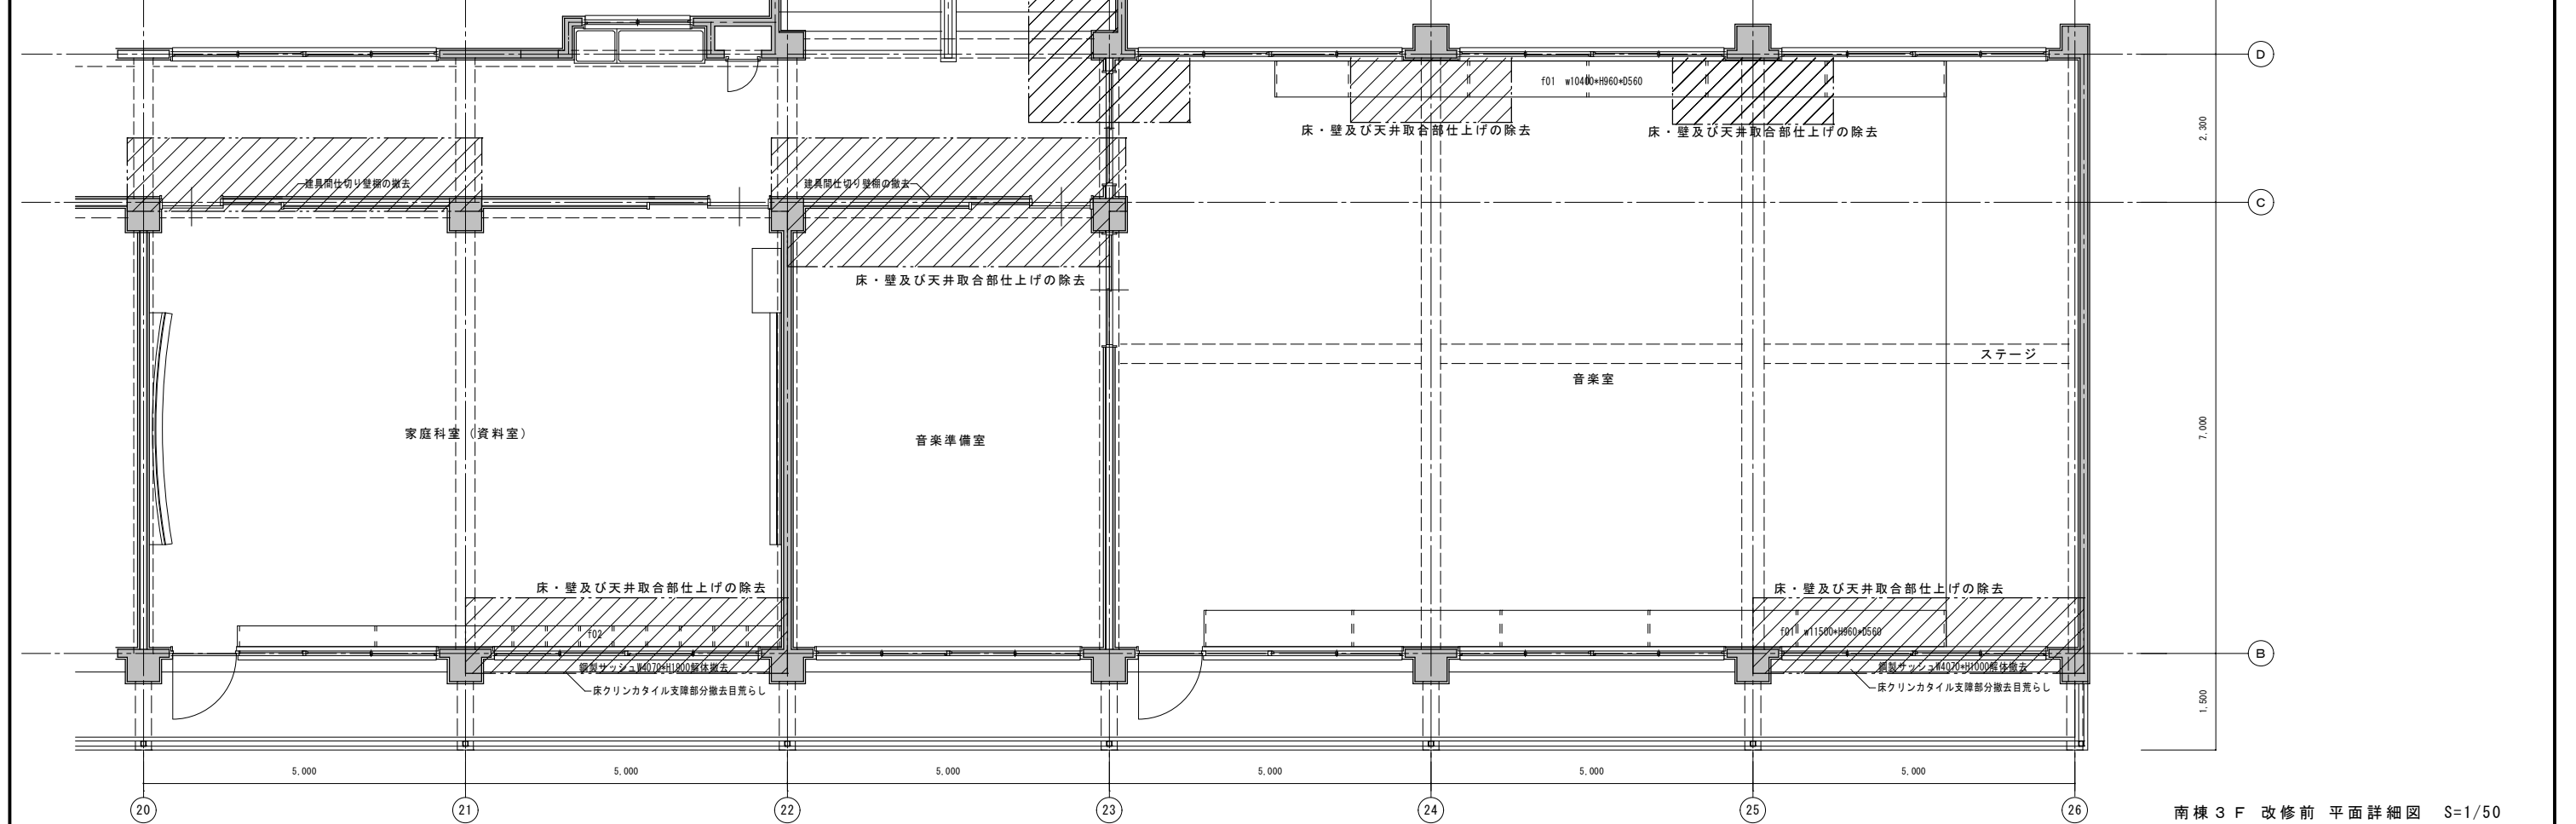 D
f01 w10400*H960*D560
床・壁及び天井取合部仕上げの除去
床・壁及び天井取合部仕上げの除去
2,300
建具間仕切り壁棚の撤去
建具間仕切り壁棚の撤去
C
床・壁及び天井取合部仕上げの除去
ステージ
音楽室
家庭科室（資料室）
音楽準備室
7,000
床・壁及び天井取合部仕上げの除去
床・壁及び天井取合部仕上げの除去
f02
f01 w11500*H960*D560
B
鋼製サッシュW4070*H1900解体撤去
鋼製サッシュW4070*H1000解体撤去
床クリンカタイル支障部分撤去目荒らし
床クリンカタイル支障部分撤去目荒らし
1,500
5,000
5,000
5,000
5,000
5,000
5,000
20
21
22
23
24
25
26
南棟３Ｆ 改修前 平面詳細図 S=1/50